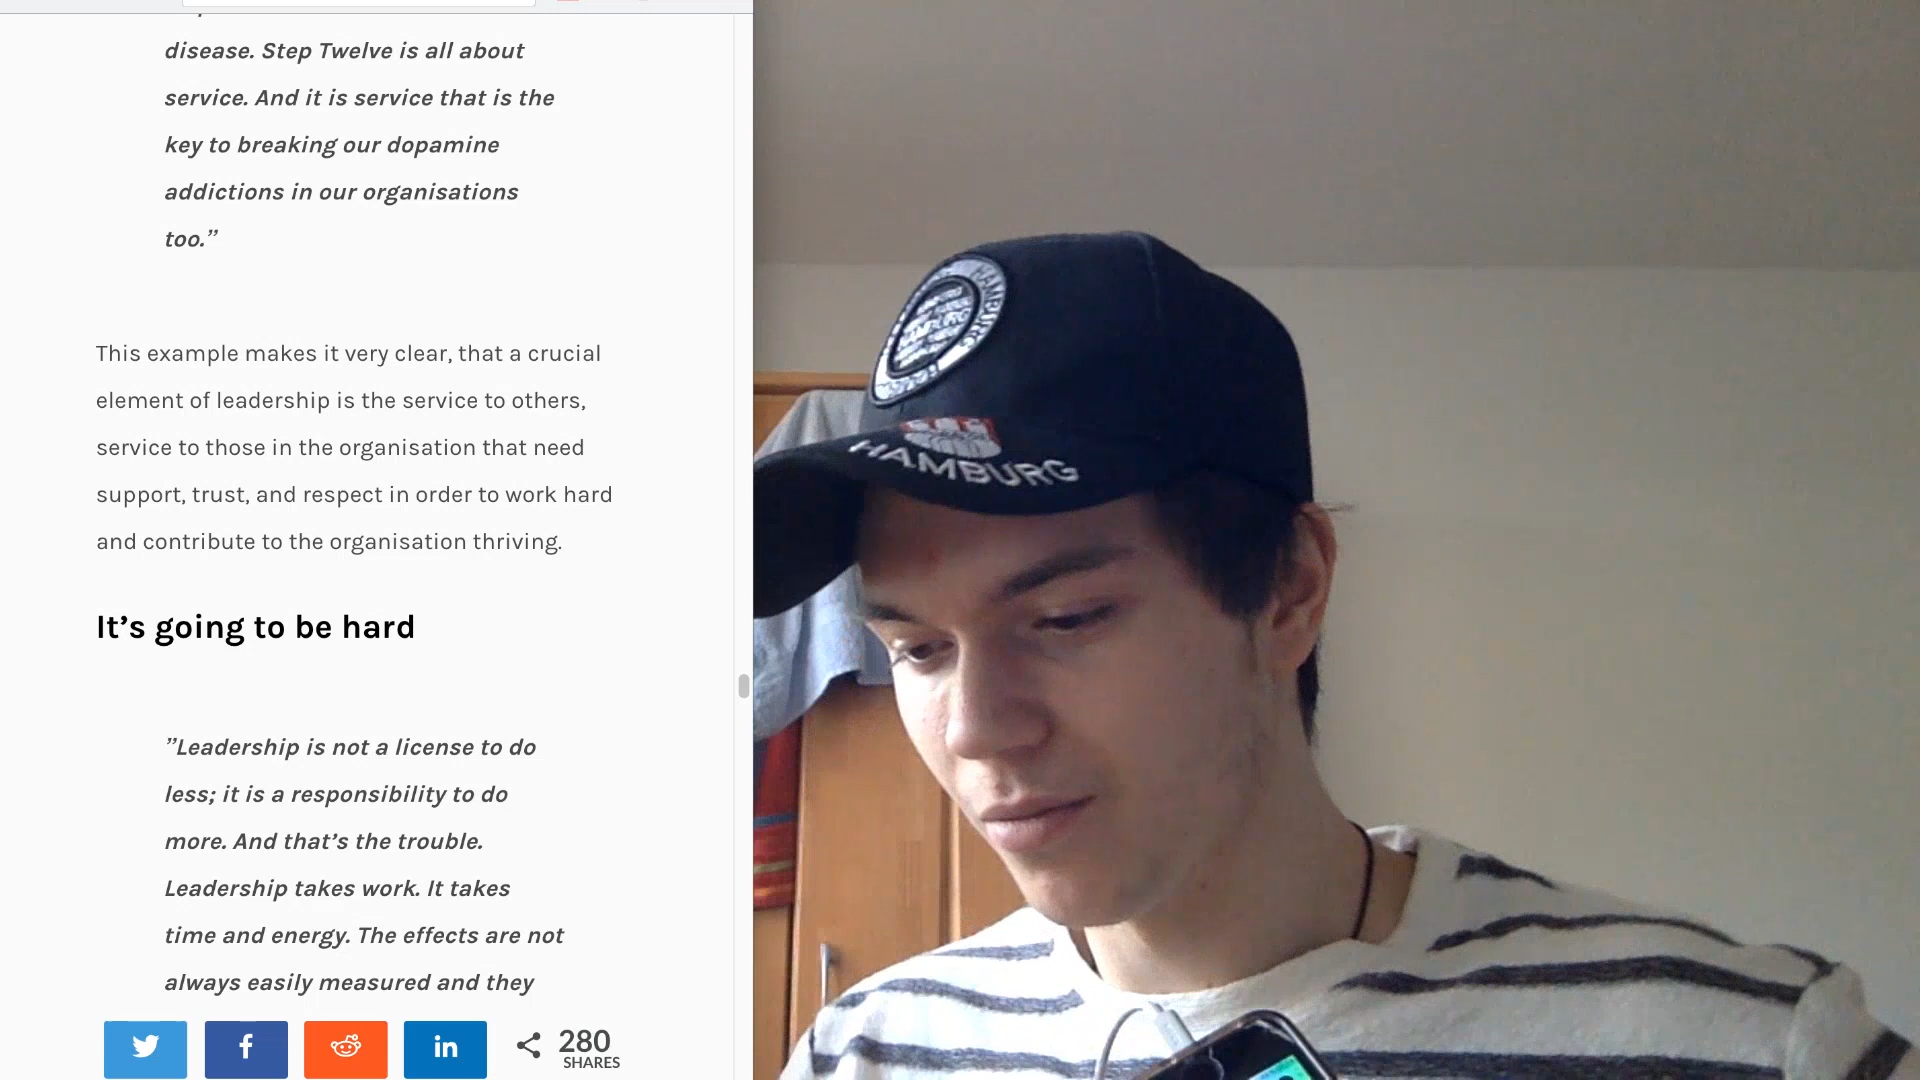 disease. Step Twelve is all about
service. And it is service that is the
key to breaking our dopamine
addictions in our organisations
too.”
This example makes it very clear, that a crucial
element of leadership is the service to others,
service to those in the organisation that need
support, trust, and respect in order to work hard
and contribute to the organisation thriving.
It’s going to be hard
”Leadership is not a license to do
less; it is a responsibility to do
more. And that’s the trouble.
Leadership takes work. It takes
time and energy. The effects are not
always easily measured and they
280
SHARES
HAMBURG
HAMBURG
HAMBURG